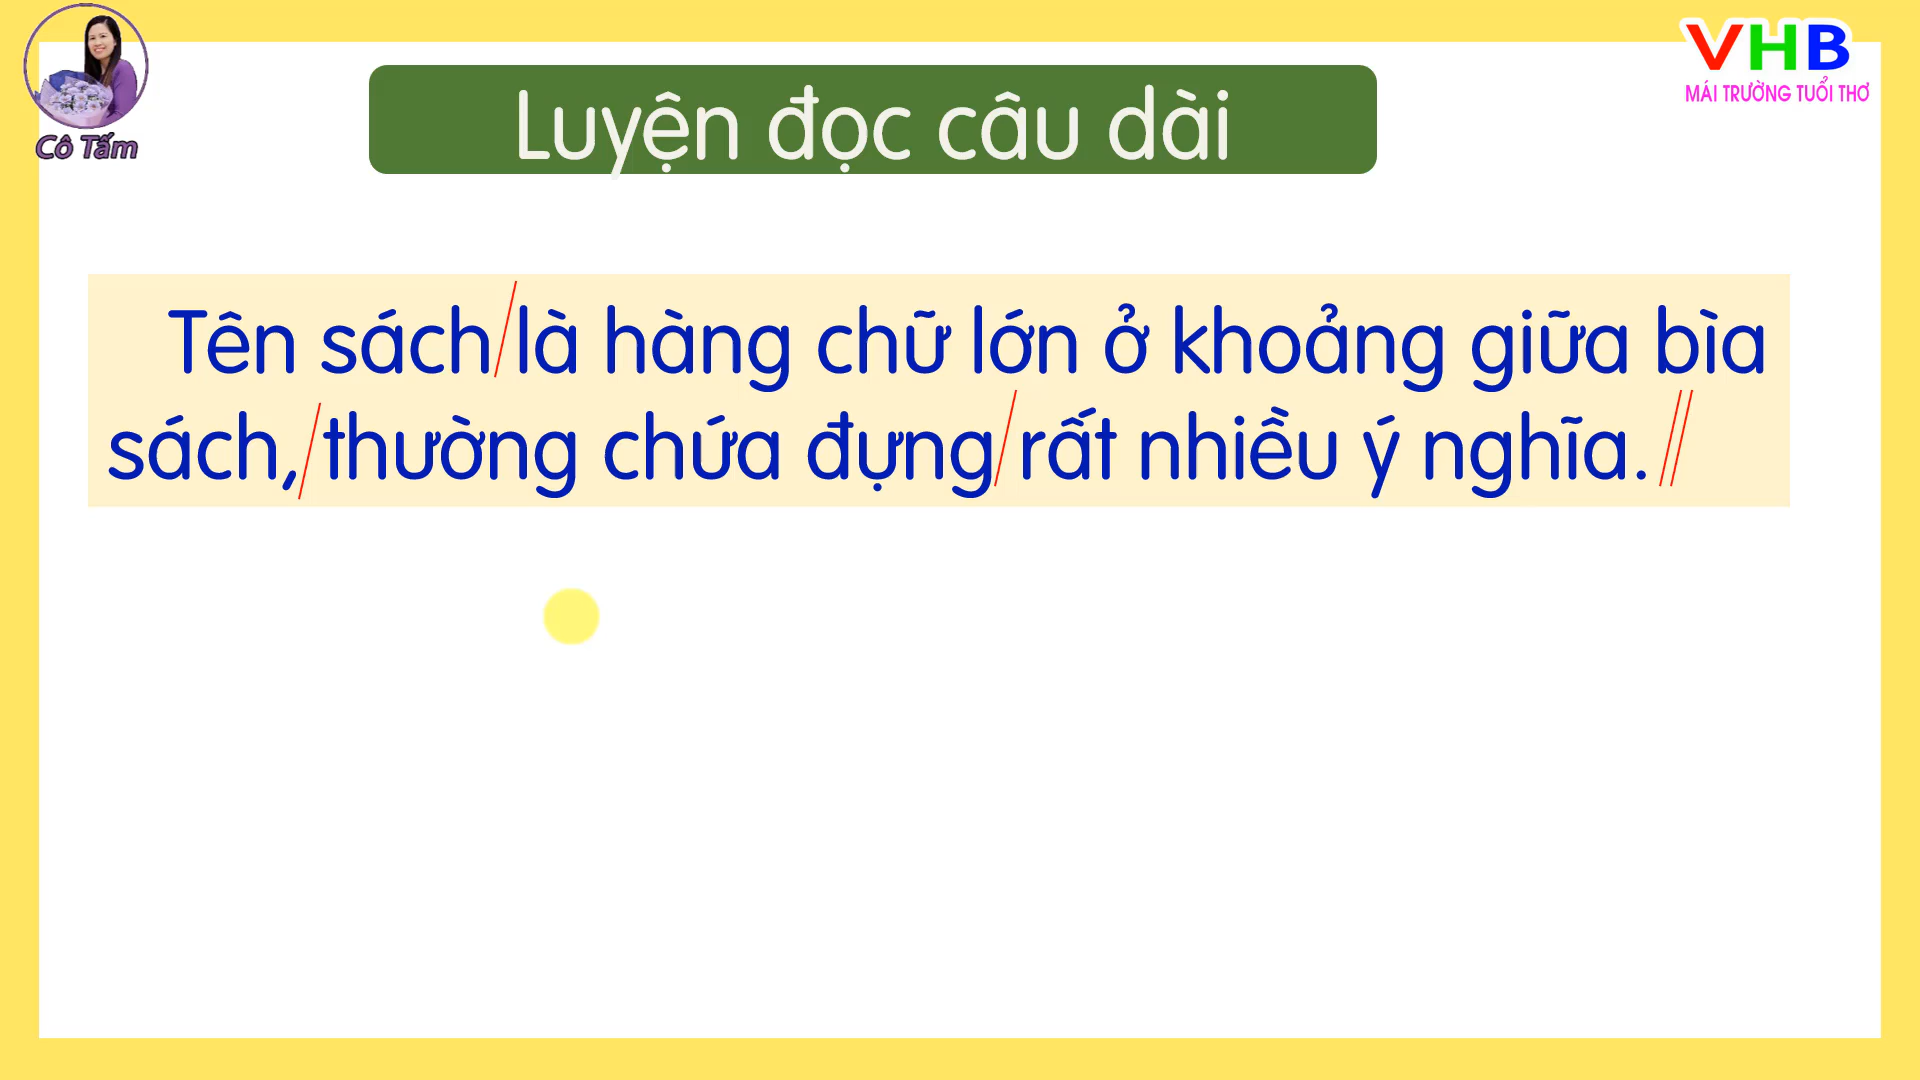 Cô Tấm
VHB
MÁI TRƯỜNG TUỔI THƠ
Luyện đọc câu dài
Tên sách/là hàng chữ lớn ở khoảng giữa bìa
sách,/thường chứa đựng/rất nhiều ý nghĩa.//